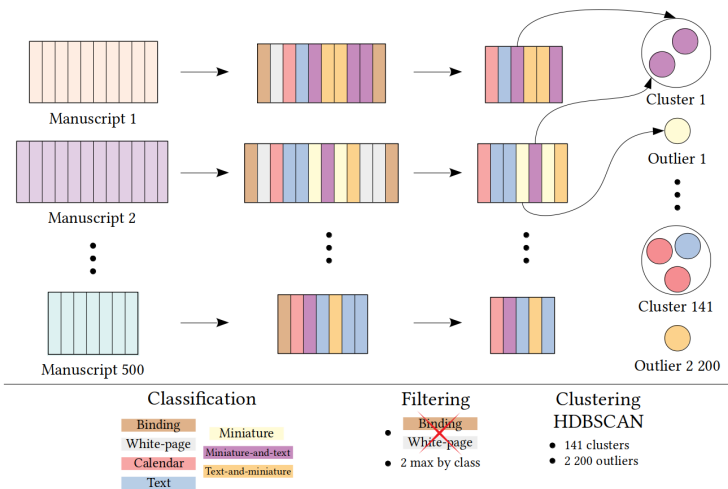 Manuscript 1
Cluster 1
Outlier 1
Manuscript 2
Cluster 141
Manuscript 500
Outlier 2 200
Classification
Filtering
Clustering
HDBSCAN
Binding
White-page
Calendar
Text
Miniature
Miniature-and-text
Text-and-miniature
• Binding
White-page
• 2 max by class
• 141 clusters
• 2 200 outliers